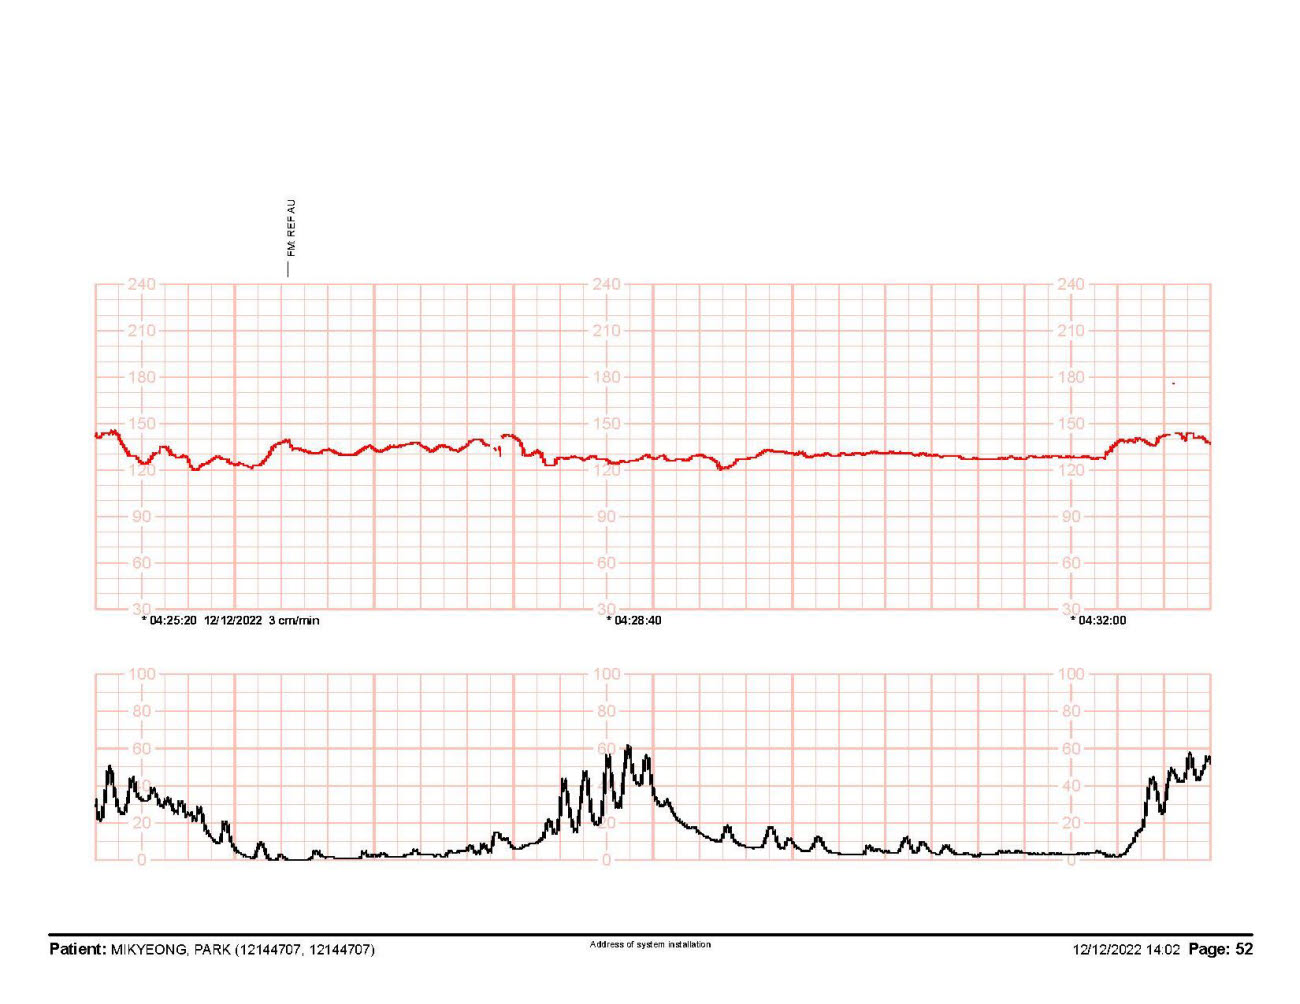 FM: REF AU
240 240 240
210 210 210
180 180 180
150 150 150
120 120 120
90 90 90
60 60 60
30 30 30
* 04:25:20 12/12/2022 3 cm/min * 04:28:40 * 04:32:00
100 100 100
80 80 80
60 60 60
40 40
20 20 20
0 0 0
Patient: MIKYEONG, PARK (12144707, 12144707) Address of system installation 12/12/2022 14:02 Page: 52